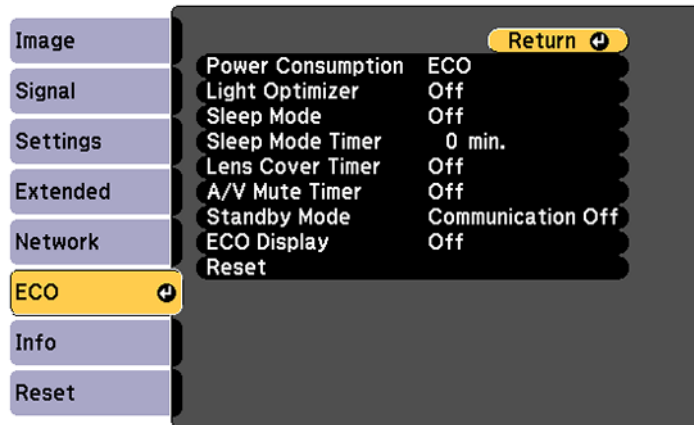 Image
Signal
Settings
Extended
Network
ECO
Info
Reset
Return
Power Consumption ECO
Light Optimizer Off
Sleep Mode Off
Sleep Mode Timer 0 min.
Lens Cover Timer Off
A/V Mute Timer Off
Standby Mode Communication Off
ECO Display Off
Reset